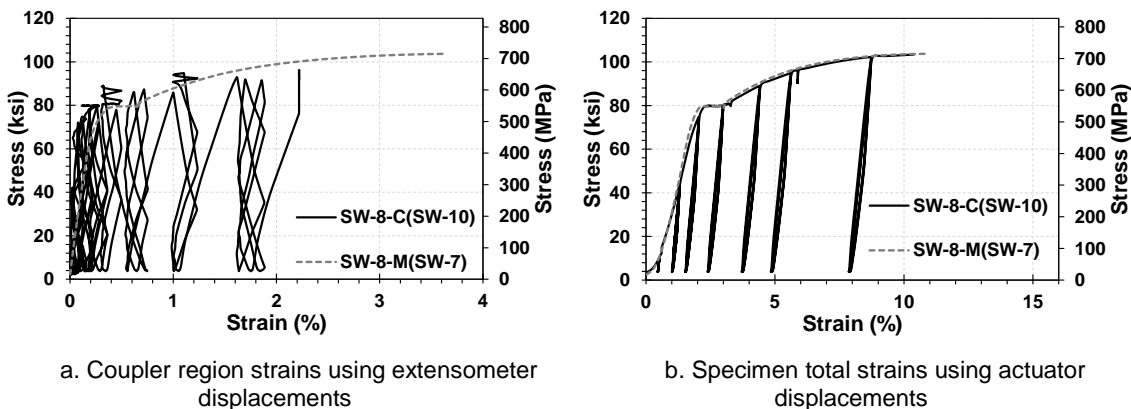 120
100
80
60
40
20
0
Stress (ksi)
800
700
600
500
400
300
200
100
0
Stress (MPa)
SW-8-C(SW-10)
SW-8-M(SW-7)
0 1 2 3 4
Strain (%)
a. Coupler region strains using extensometer
displacements
120
100
80
60
40
20
0
Stress (ksi)
800
700
600
500
400
300
200
100
0
Stress (MPa)
SW-8-C(SW-10)
SW-8-M(SW-7)
0 5 10 15
Strain (%)
b. Specimen total strains using actuator
displacements